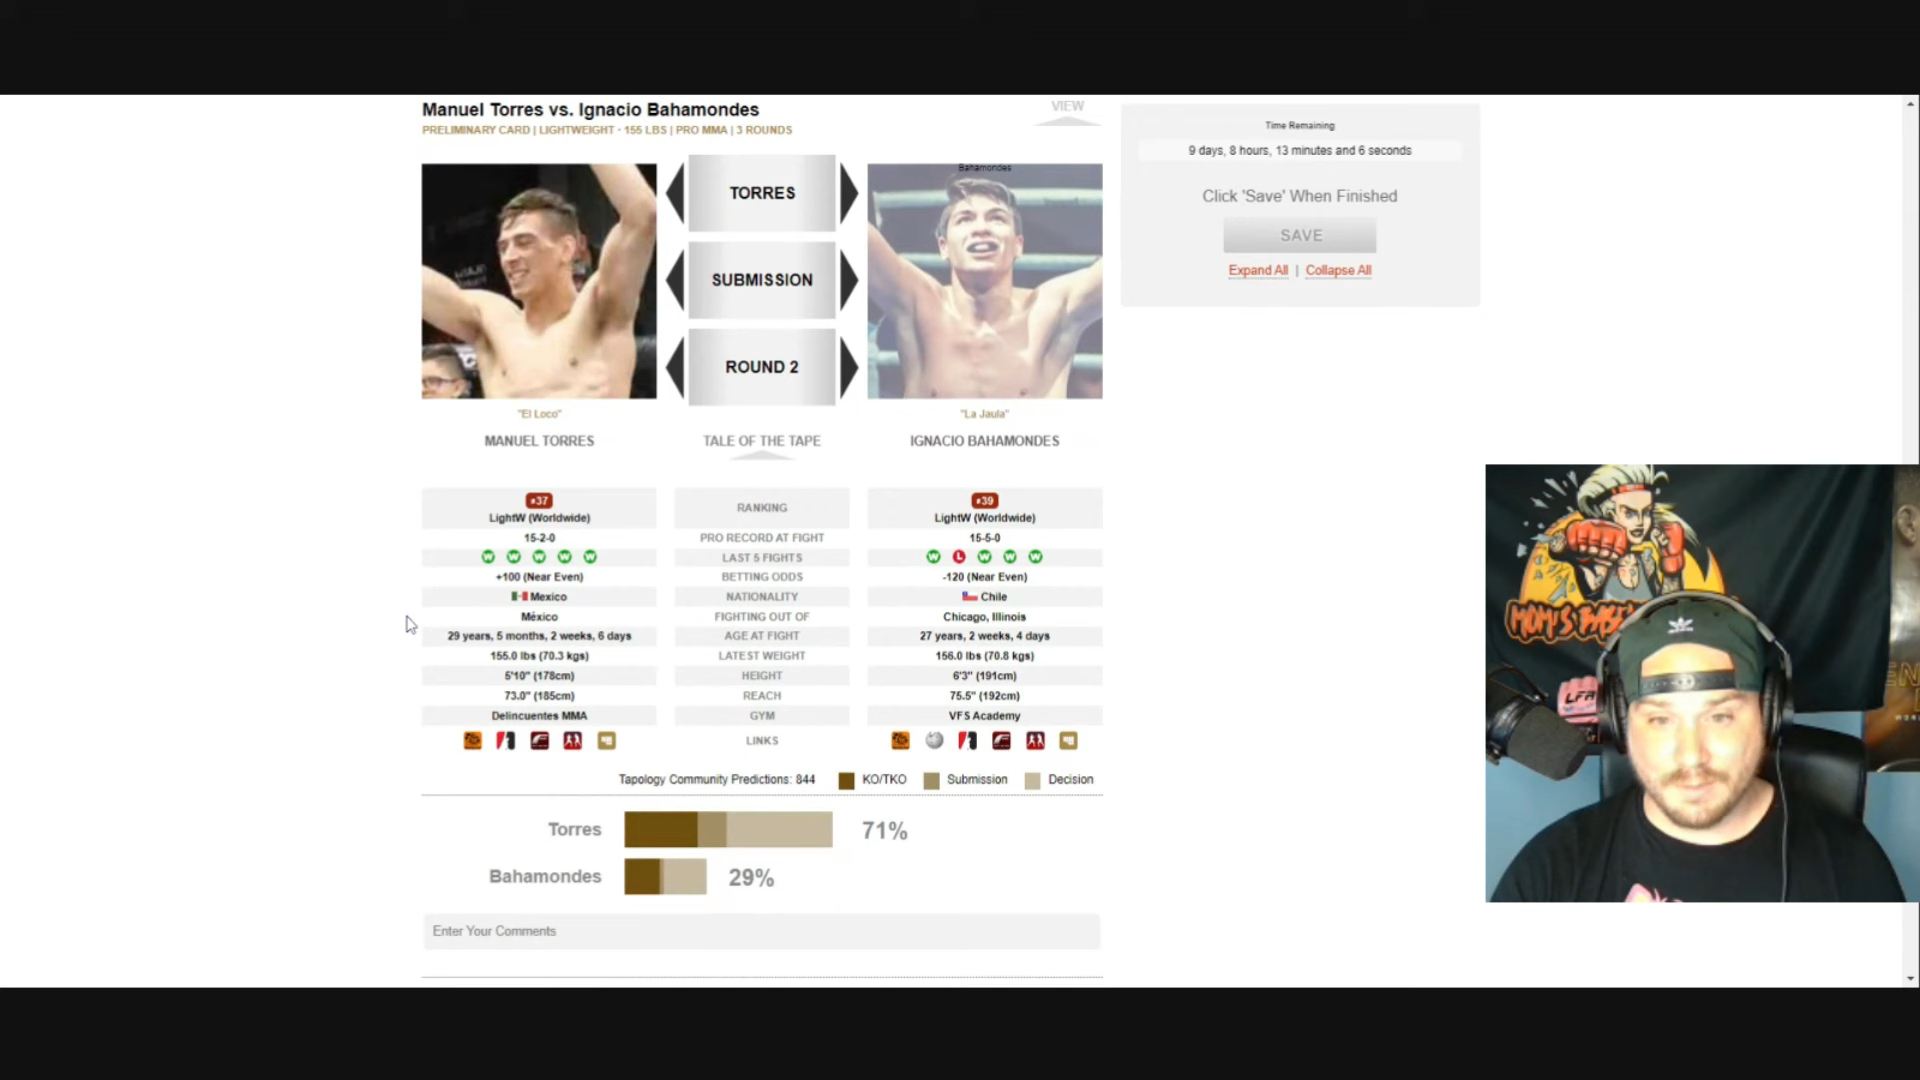 Manuel Torres vs. Ignacio Bahamondes
PRELIMINARY CARD | LIGHTWEIGHT · 155 LBS | PRO MMA | 3 ROUNDS
VIEW
TORRES
SUBMISSION
ROUND 2
Bahamondes
"El Loco"
"La Jaula"
MANUEL TORRES
TALE OF THE TAPE
IGNACIO BAHAMONDES
#37
LightW (Worldwide)
RANKING
#39
LightW (Worldwide)
15-2-0
PRO RECORD AT FIGHT
15-5-0
W W W W W
LAST 5 FIGHTS
W L W W W
+100 (Near Even)
BETTING ODDS
-120 (Near Even)
Mexico
NATIONALITY
Chile
México
FIGHTING OUT OF
Chicago, Illinois
29 years, 5 months, 2 weeks, 6 days
AGE AT FIGHT
27 years, 2 weeks, 4 days
155.0 lbs (70.3 kgs)
LATEST WEIGHT
156.0 lbs (70.8 kgs)
5'10" (178cm)
HEIGHT
6'3" (191cm)
73.0" (185cm)
REACH
75.5" (192cm)
Delincuentes MMA
GYM
VFS Academy
LINKS
Tapology Community Predictions: 844
KO/TKO
Submission
Decision
Torres
71%
Bahamondes
29%
Enter Your Comments
Time Remaining
9 days, 8 hours, 13 minutes and 6 seconds
Click 'Save' When Finished
SAVE
Expand All | Collapse All
MOM'S
LFA